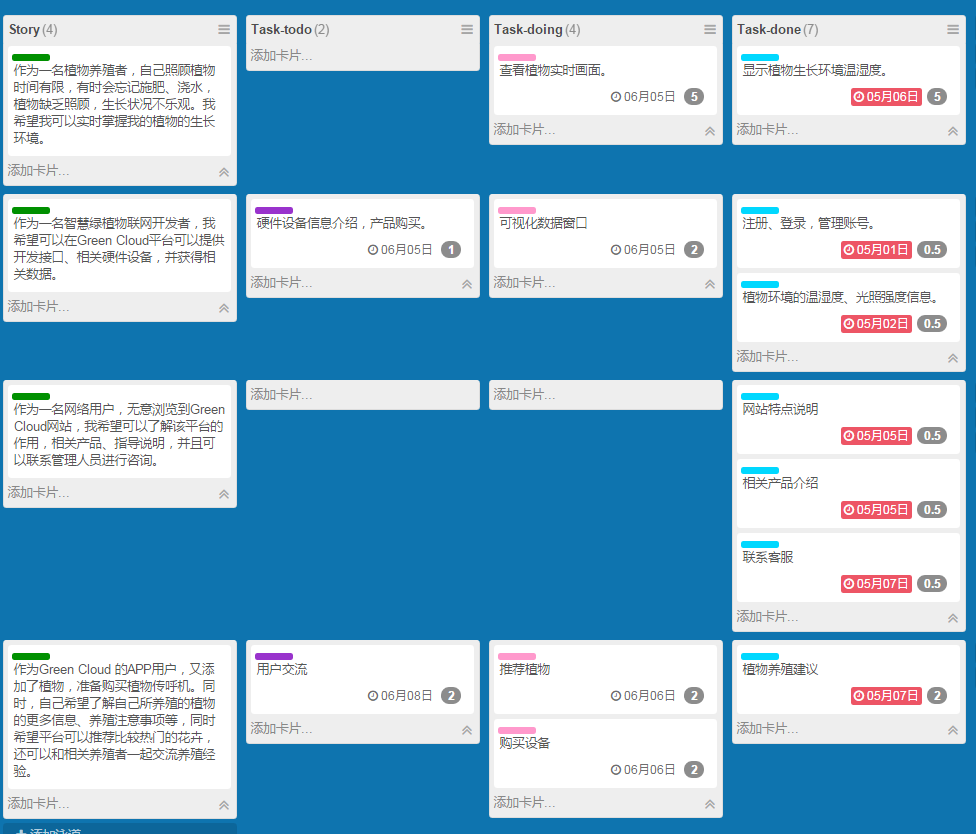 Story (4)
Task-todo (2)
Task-doing (4)
Task-done (7)
作为一名植物养殖者，自己照顾植物
时间有限，有时会忘记施肥、浇水，
植物缺乏照顾，生长状况不乐观。我
希望我可以实时掌握我的植物的生长
环境。
添加卡片...
添加卡片...
查看植物实时画面。
06月05日 5
添加卡片...
显示植物生长环境温湿度。
05月06日 5
添加卡片...
作为一名智慧绿植物联网开发者，我
希望可以在Green Cloud平台可以提供
开发接口、相关硬件设备，并获得相
关数据。
添加卡片...
硬件设备信息介绍，产品购买。
06月05日 1
添加卡片...
可视化数据窗口
06月05日 2
添加卡片...
注册、登录，管理账号。
05月01日 0.5
植物环境的温湿度、光照强度信息。
05月02日 0.5
添加卡片...
作为一名网络用户，无意浏览到Green
Cloud网站，我希望可以了解该平台的
作用，相关产品、指导说明，并且可
以联系管理人员进行咨询。
添加卡片...
添加卡片...
添加卡片...
网站特点说明
05月05日 0.5
相关产品介绍
05月05日 0.5
联系客服
05月07日 0.5
添加卡片...
作为Green Cloud 的APP用户，又添
加了植物，准备购买植物传呼机。同
时，自己希望了解自己所养殖的植物
的更多信息、养殖注意事项等，同时
希望平台可以推荐比较热门的花卉，
还可以和相关养殖者一起交流养殖经
验。
添加卡片...
用户交流
06月08日 2
添加卡片...
推荐植物
06月06日 2
购买设备
06月06日 2
添加卡片...
植物养殖建议
05月07日 2
添加卡片...
添加泳道